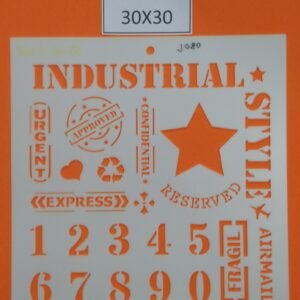 30X30
J080
INDUSTRIAL ★
STYLE
URGENT
APPROVED
CONFIDENTIAL
RESERVED
EXPRESS
AIRMAIL
FRAGIL
1 2 3 4 5
6 7 8 9 0